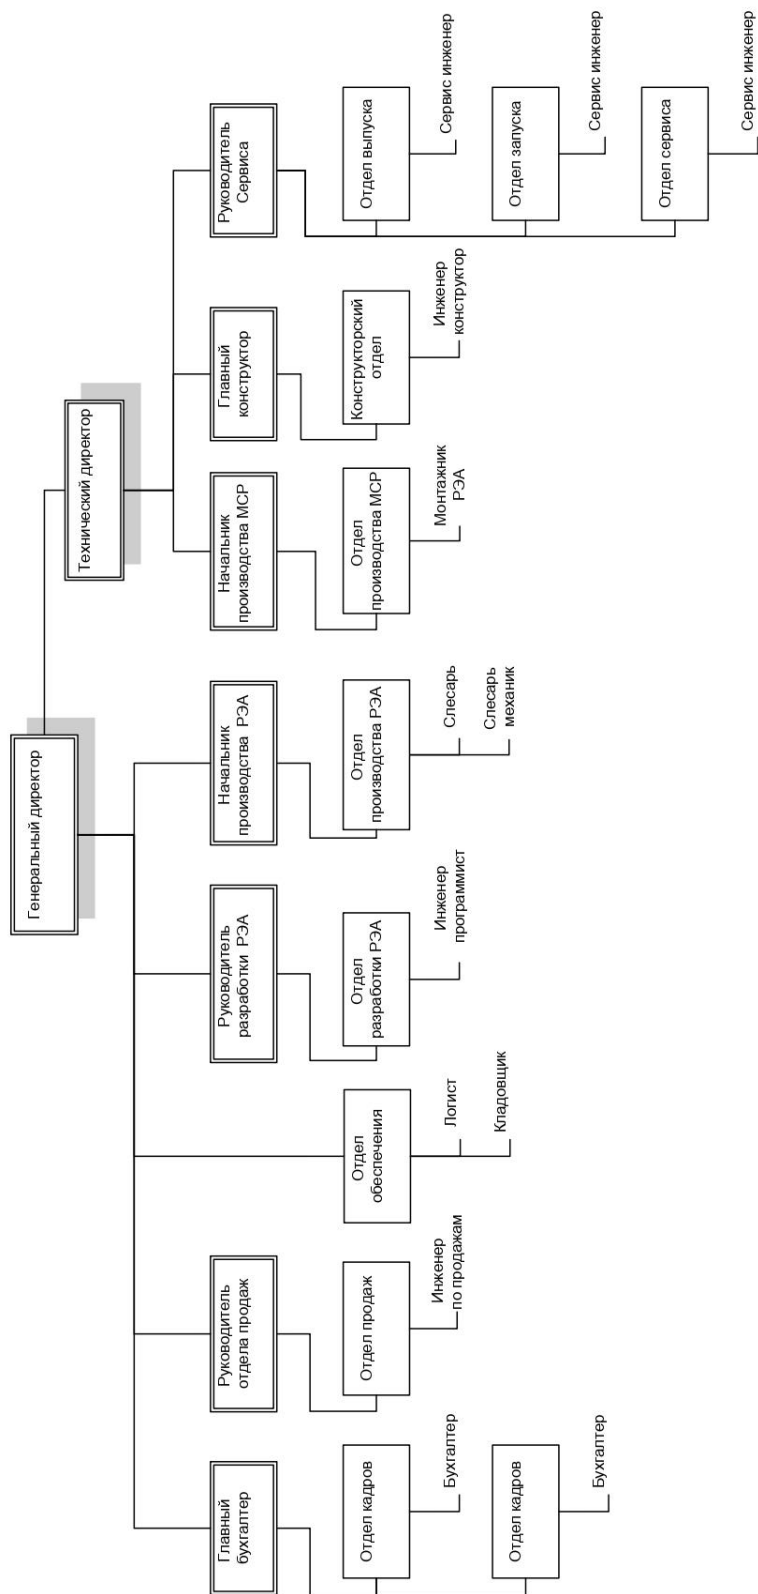 Генеральный директор
Технический директор
Главный
бухгалтер
Руководитель
отдела продаж
Руководитель
разработки РЭА
Начальник
производства РЭА
Начальник
производства МСР
Главный
конструктор
Руководитель
Сервиса
Отдел кадров
Отдел продаж
Отдел
обеспечения
Отдел
разработки РЭА
Отдел
производства РЭА
Отдел
производства МСР
Конструкторский
отдел
Отдел выпуска
Бухгалтер
Инженер
по продажам
Логист
Инженер
программист
Слесарь
Монтажник
РЭА
Инженер
конструктор
Сервис инженер
Кладовщик
Слесарь
механик
Отдел кадров
Отдел запуска
Бухгалтер
Сервис инженер
Отдел сервиса
Сервис инженер